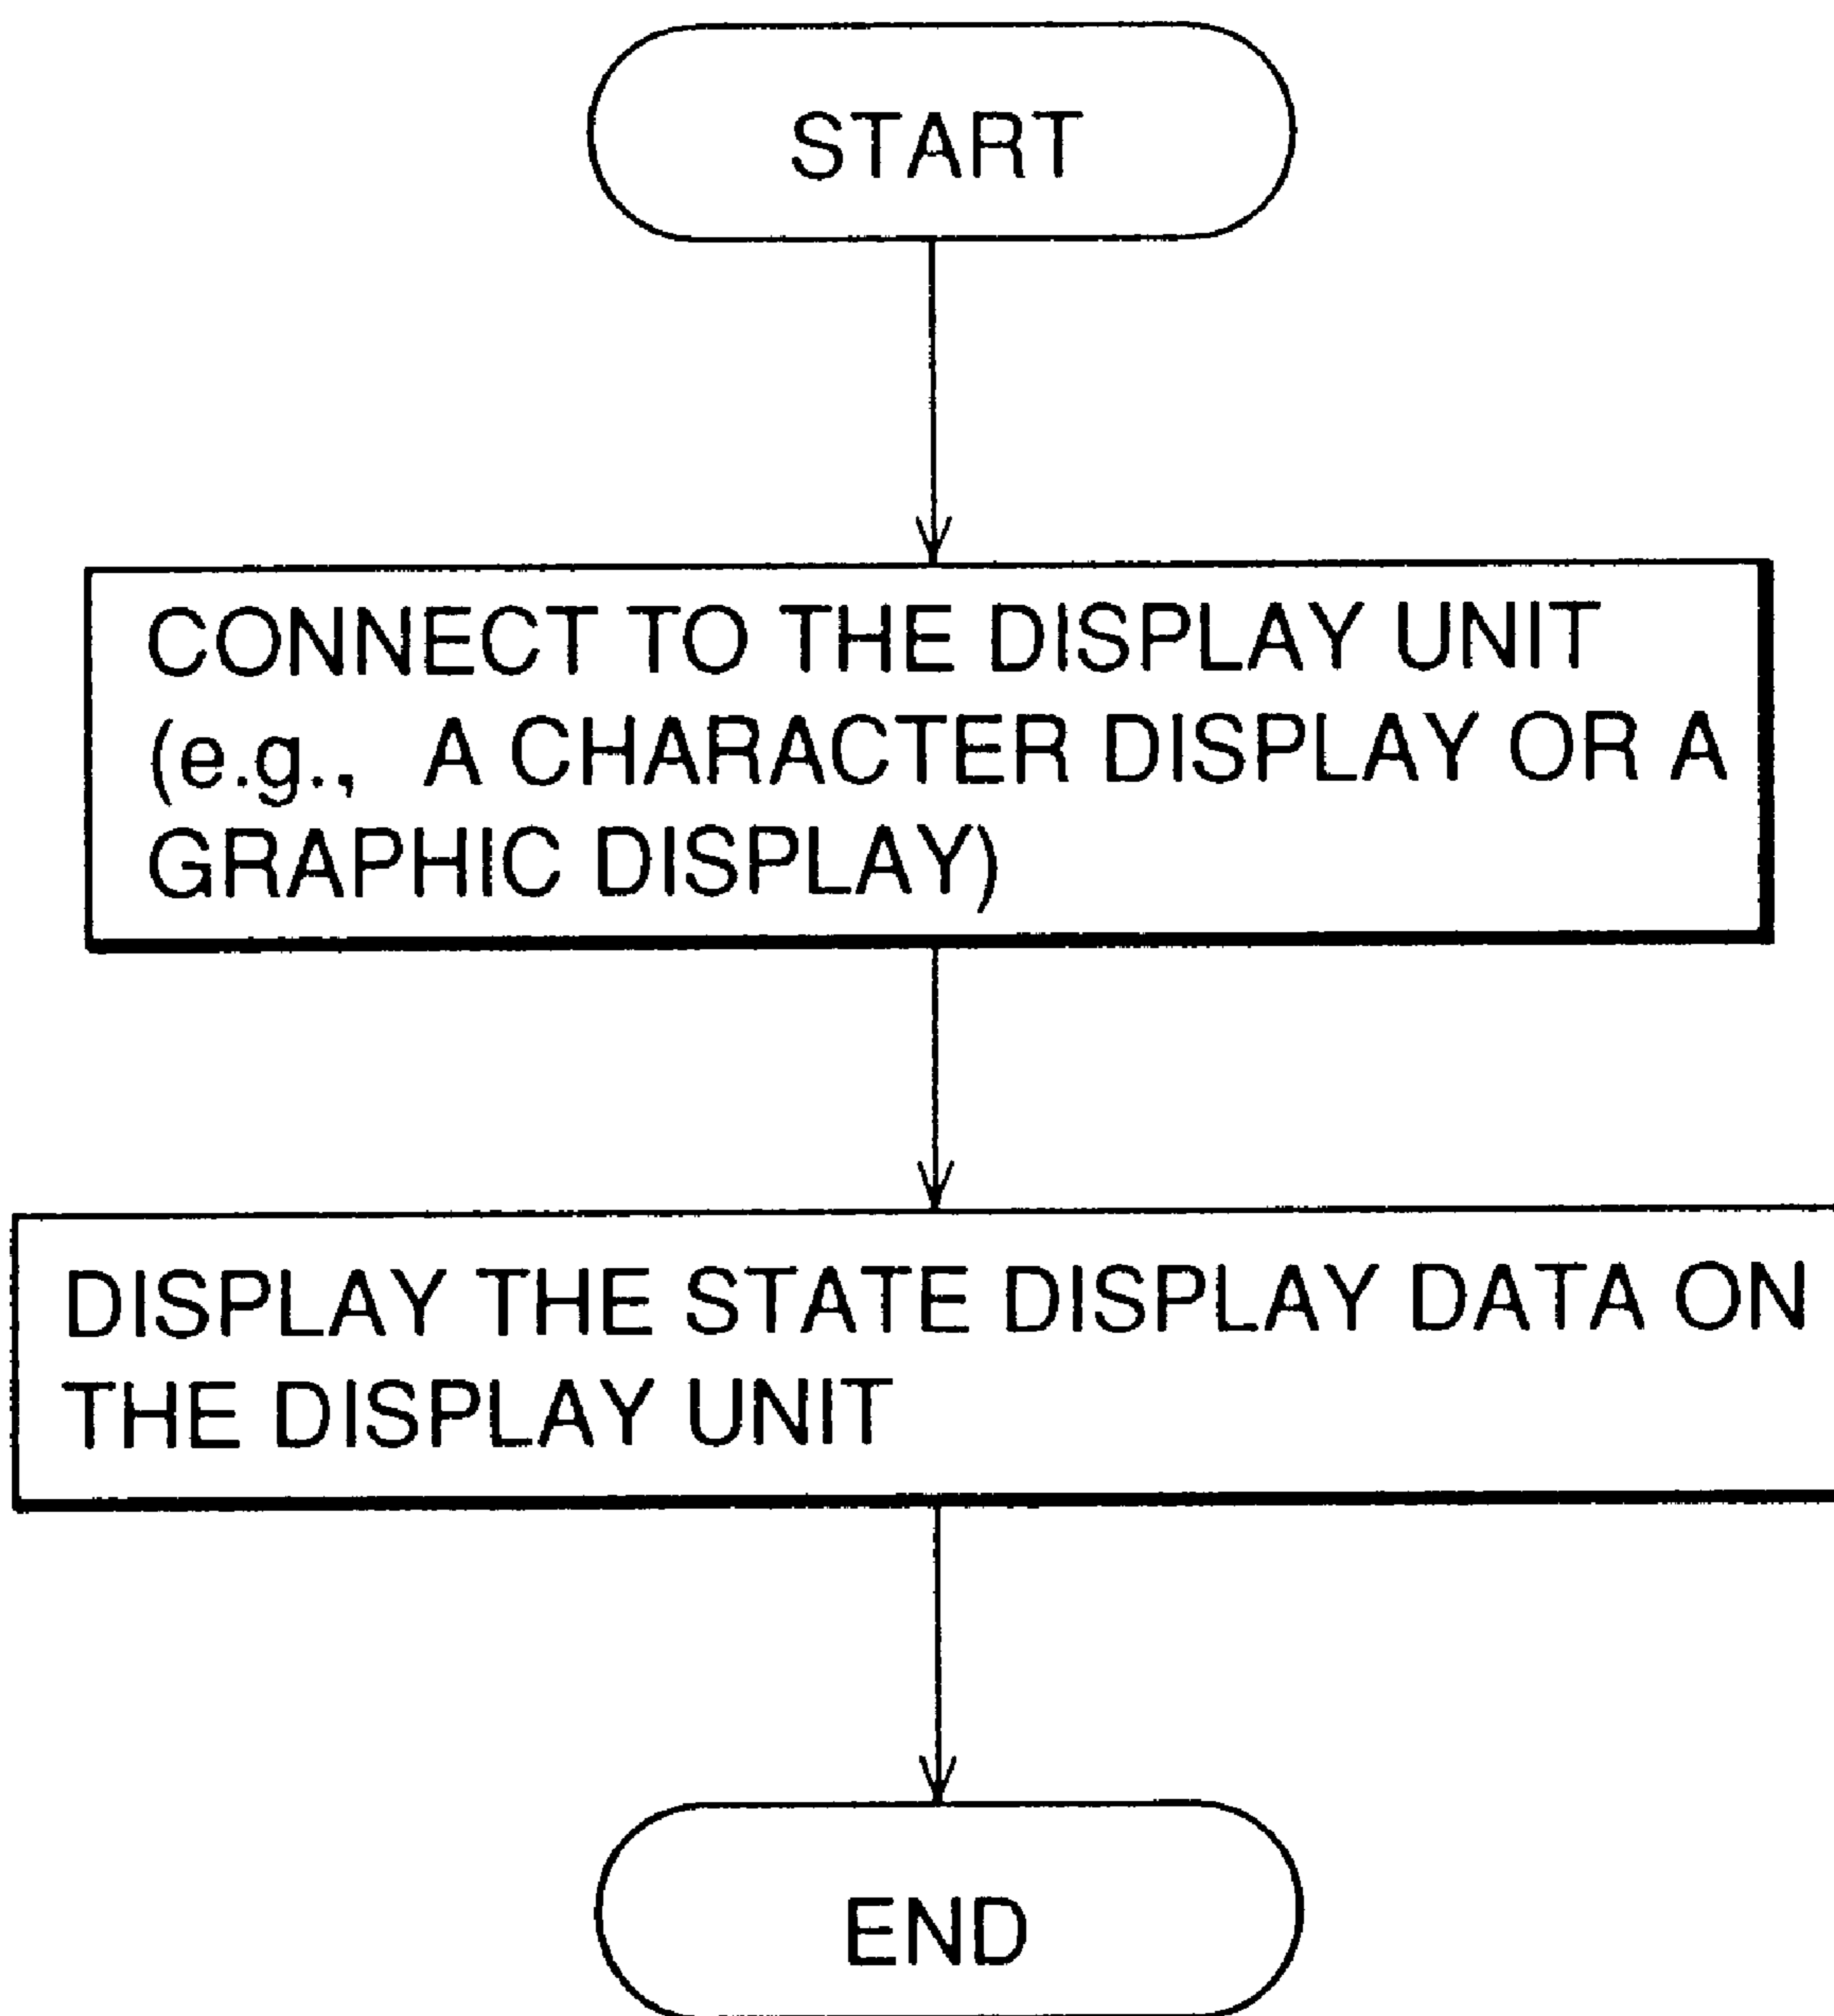 START
CONNECT TO THE DISPLAY UNIT
(e.g., A CHARACTER DISPLAY OR A
GRAPHIC DISPLAY)
DISPLAY THE STATE DISPLAY DATA ON
THE DISPLAY UNIT
END